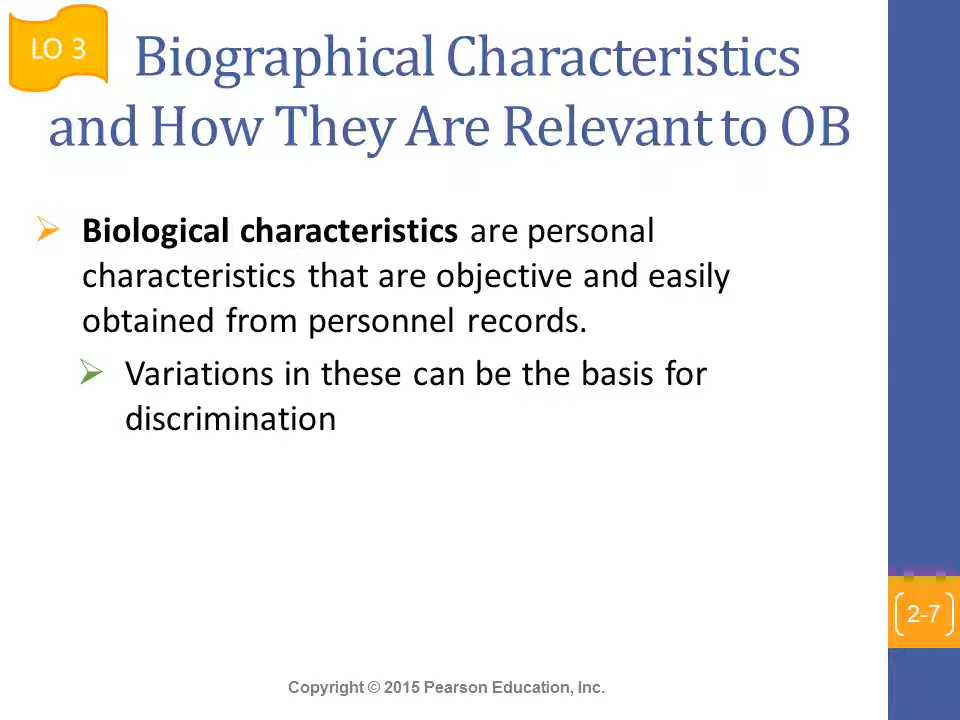 LO 3
Biographical Characteristics
and How They Are Relevant to OB
Biological characteristics are personal
characteristics that are objective and easily
obtained from personnel records.
Variations in these can be the basis for
discrimination
2-7
Copyright © 2015 Pearson Education, Inc.